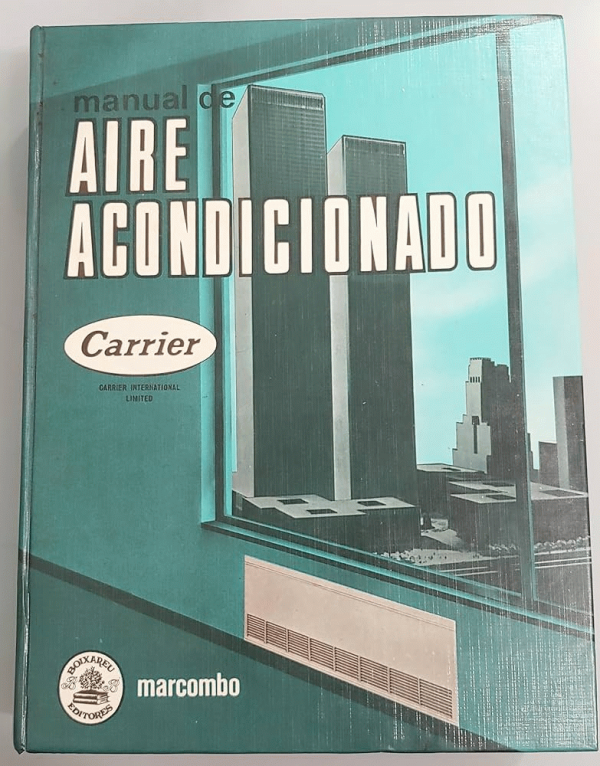 manual de
AIRE
ACONDICIONADO
Carrier
CARRIER INTERNATIONAL
LIMITED
BOIXAREU
EDITORES
marcombo